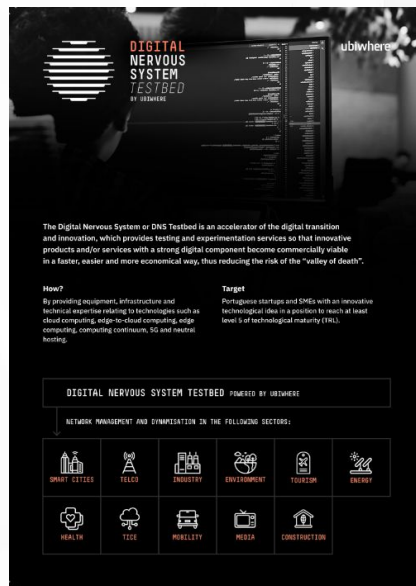 DIGITAL
NERVOUS
SYSTEM
TESTBED
BY UBIWHERE
ubiwhere
The Digital Nervous System or DNS Testbed is an accelerator of the digital transition
and innovation, which provides testing and experimentation services so that innovative
products and/or services with a strong digital component become commercially viable
in a faster, easier and more economical way, thus reducing the risk of the “valley of death”.
How?
By providing equipment, infrastructure and
technical expertise relating to technologies such as
cloud computing, edge-to-cloud computing, edge
computing, computing continuum, 5G and neutral
hosting.
Target
Portuguese startups and SMEs with an innovative
technological idea in a position to reach at least
level 5 of technological maturity (TRL).
DIGITAL NERVOUS SYSTEM TESTBED POWERED BY UBIWHERE
NETWORK MANAGEMENT AND DYNAMISATION IN THE FOLLOWING SECTORS:
SMART CITIES
TELCO
INDUSTRY
ENVIRONMENT
TOURISM
ENERGY
HEALTH
TICE
MOBILITY
MEDIA
CONSTRUCTION